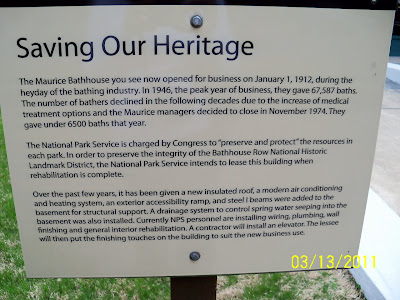 Saving Our Heritage
The Maurice Bathhouse you see now opened for business on January 1, 1912, during the
heyday of the bathing industry. In 1946, the peak year of business, they gave 67,587 baths.
The number of bathers declined in the following decades due to the increase of medical
treatment options and the Maurice managers decided to close in November 1974. They
gave under 6500 baths that year.
The National Park Service is charged by Congress to "preserve and protect" the resources in
each park. In order to preserve the integrity of the Bathhouse Row National Historic
Landmark District, the National Park Service intends to lease this building when
rehabilitation is complete.
Over the past few years, it has been given a new insulated roof, a modern air conditioning
and heating system, an exterior accessibility ramp, and steel I beams were added to the
basement for structural support. A drainage system to control spring water seeping into the
basement was also installed. Currently NPS personnel are installing wiring, plumbing, wall
finishing and general interior rehabilitation. A contractor will install an elevator. The lessee
will then put the finishing touches on the building to suit the new business use.
03/13/2011